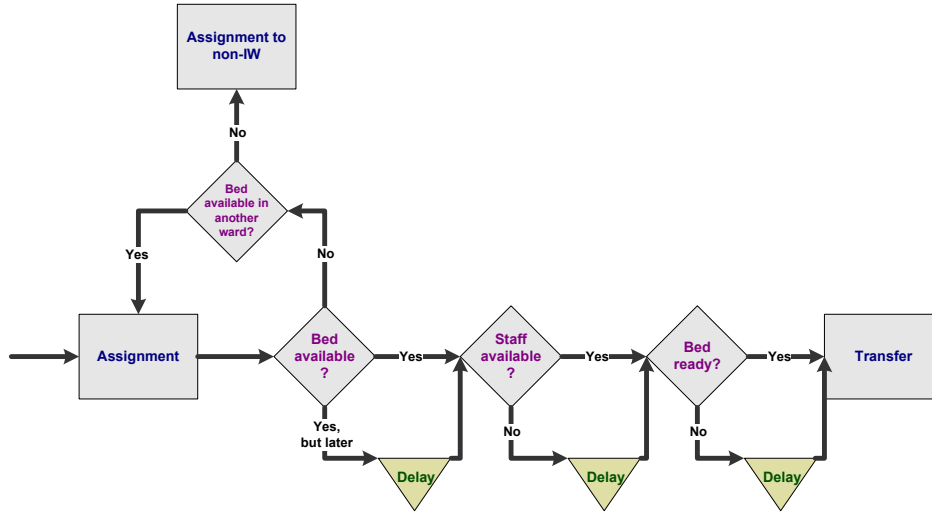 Assignment to
non-IW
No
Bed
available in
another
ward?
Yes
No
Assignment
Bed
available
?
Yes
Staff
available
?
Yes
Bed
ready?
Yes
Transfer
Yes,
but later
No
No
Delay
Delay
Delay